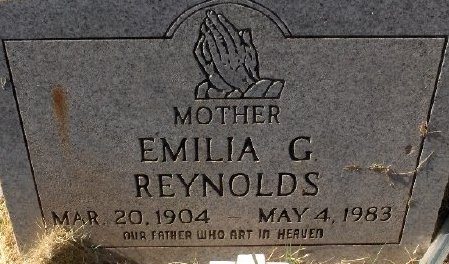 MOTHER
EMILIA G
REYNOLDS
MAR. 20, 1904 – MAY 4, 1983
OUR FATHER WHO ART IN HEAVEN